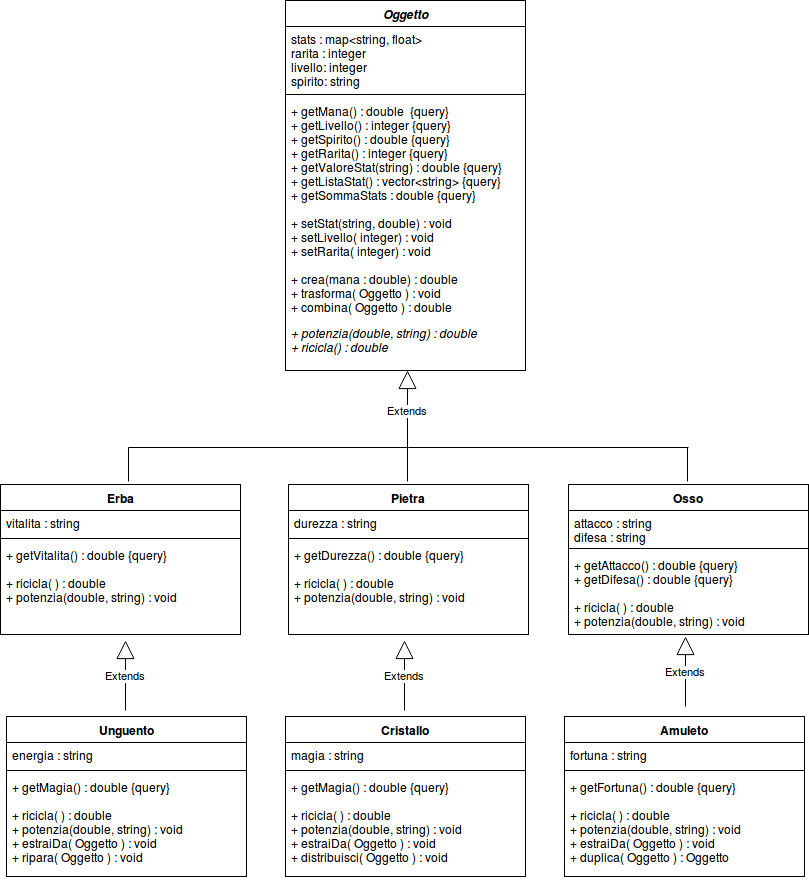 Oggetto
stats : map<string, float>
rarita : integer
livello: integer
spirito: string
+ getMana() : double {query}
+ getLivello() : integer {query}
+ getSpirito() : double {query}
+ getRarita() : integer {query}
+ getValoreStat(string) : double {query}
+ getListaStat() : vector<string> {query}
+ getSommaStats : double {query}
+ setStat(string, double) : void
+ setLivello( integer) : void
+ setRarita( integer) : void
+ crea(mana : double) : double
+ trasforma( Oggetto ) : void
+ combina( Oggetto ) : double
+ potenzia(double, string) : double
+ ricicla() : double
Extends
Erba
vitalita : string
+ getVitalita() : double {query}
+ ricicla( ) : double
+ potenzia(double, string) : void
Pietra
durezza : string
+ getDurezza() : double {query}
+ ricicla( ) : double
+ potenzia(double, string) : void
Osso
attacco : string
difesa : string
+ getAttacco() : double {query}
+ getDifesa() : double {query}
+ ricicla( ) : double
+ potenzia(double, string) : void
Extends
Extends
Extends
Unguento
energia : string
+ getMagia() : double {query}
+ ricicla( ) : double
+ potenzia(double, string) : void
+ estraiDa( Oggetto ) : void
+ ripara( Oggetto ) : void
Cristallo
magia : string
+ getMagia() : double {query}
+ ricicla( ) : double
+ potenzia(double, string) : void
+ estraiDa( Oggetto ) : void
+ distribuisci( Oggetto ) : void
Amuleto
fortuna : string
+ getFortuna() : double {query}
+ ricicla( ) : double
+ potenzia(double, string) : void
+ estraiDa( Oggetto ) : void
+ duplica( Oggetto ) : Oggetto